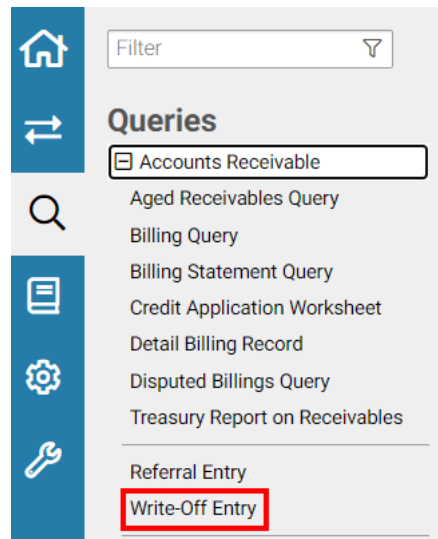 Filter
Queries
Accounts Receivable
Aged Receivables Query
Billing Query
Billing Statement Query
Credit Application Worksheet
Detail Billing Record
Disputed Billings Query
Treasury Report on Receivables
Referral Entry
Write-Off Entry